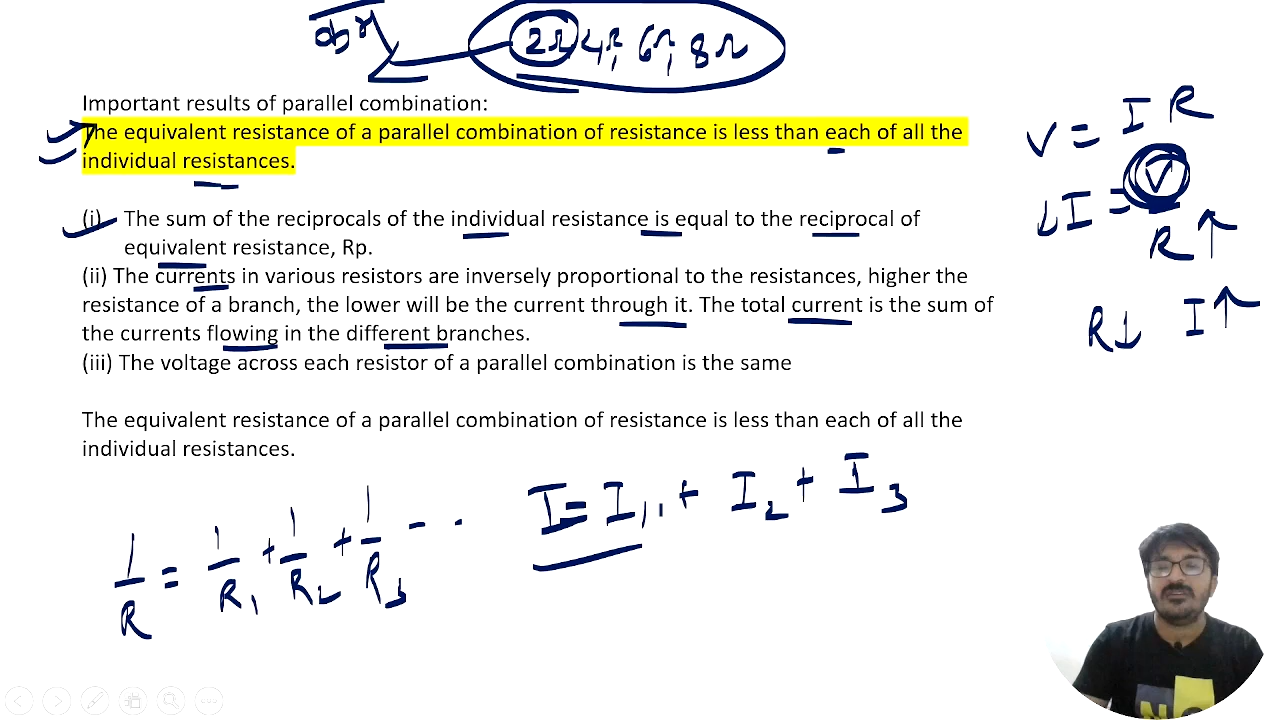 2Ω, 4Ω, 6Ω, 8Ω
Important results of parallel combination:
The equivalent resistance of a parallel combination of resistance is less than each of all the
individual resistances.
(i) The sum of the reciprocals of the individual resistance is equal to the reciprocal of
equivalent resistance, Rp.
(ii) The currents in various resistors are inversely proportional to the resistances, higher the
resistance of a branch, the lower will be the current through it. The total current is the sum of
the currents flowing in the different branches.
(iii) The voltage across each resistor of a parallel combination is the same
The equivalent resistance of a parallel combination of resistance is less than each of all the
individual resistances.
V = I R
↓I = V/R↑
R↓ I↑
I = I₁ + I₂ + I₃
1/R = 1/R₁ + 1/R₂ + 1/R₃ - - .